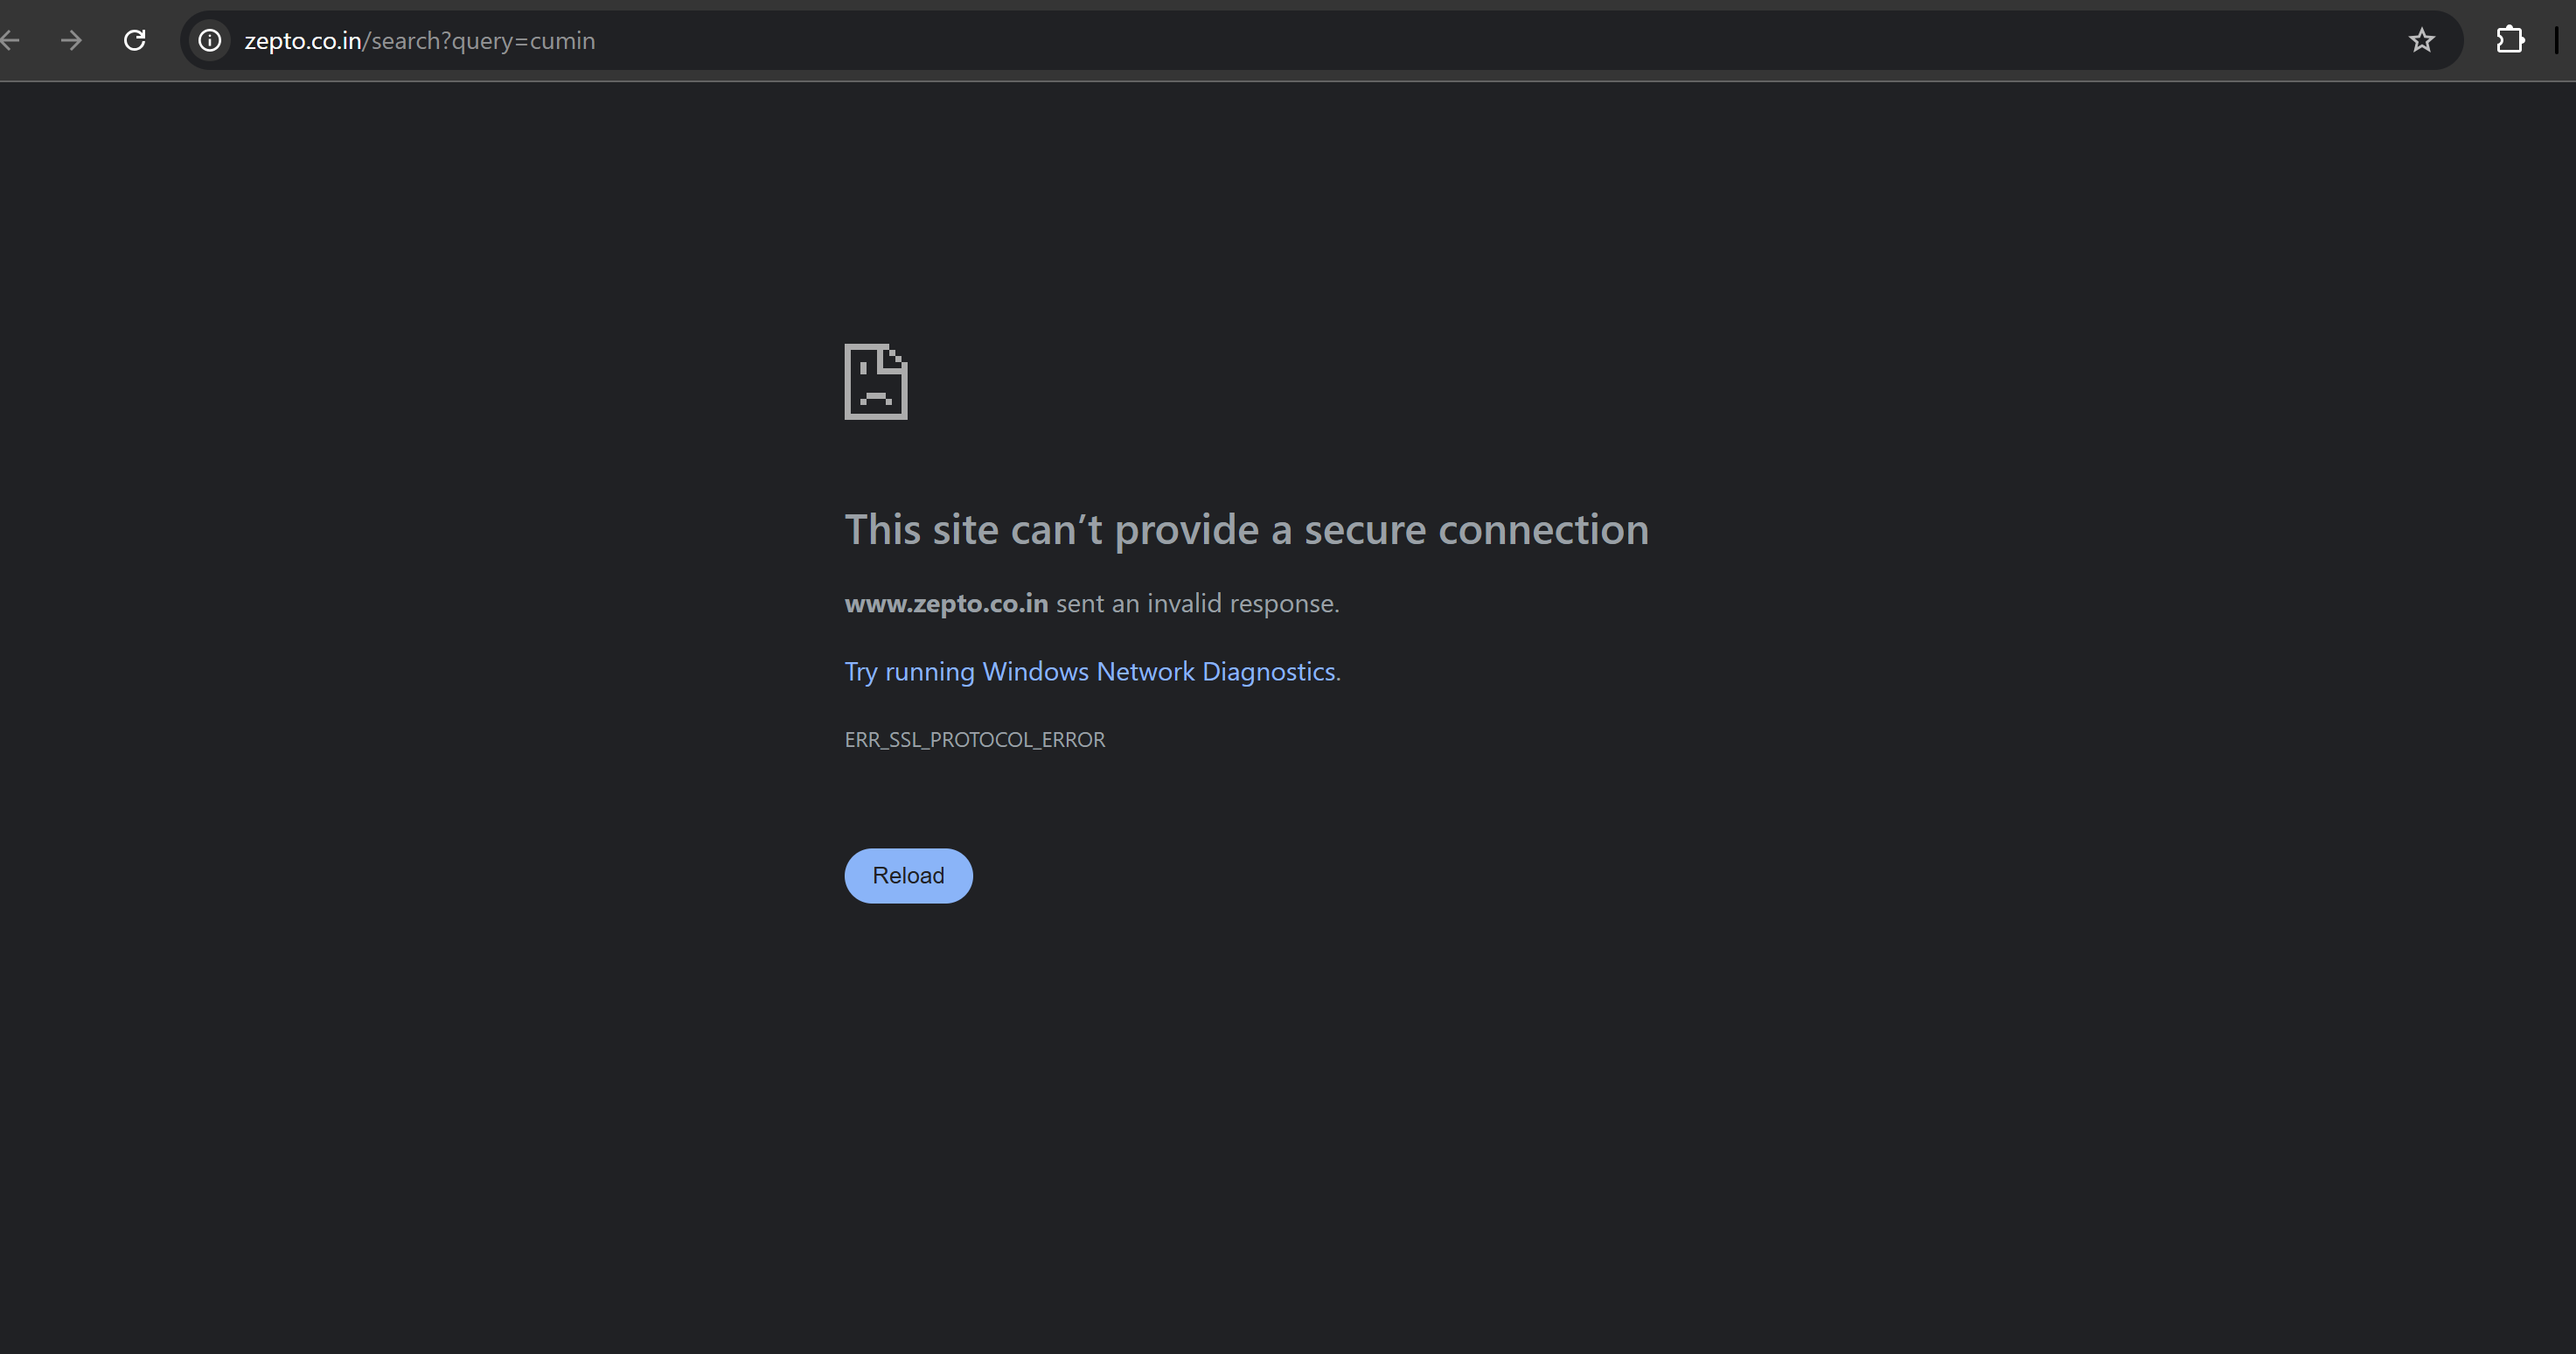 zepto.co.in/search?query=cumin
This site can’t provide a secure connection
www.zepto.co.in sent an invalid response.
Try running Windows Network Diagnostics.
ERR_SSL_PROTOCOL_ERROR
Reload